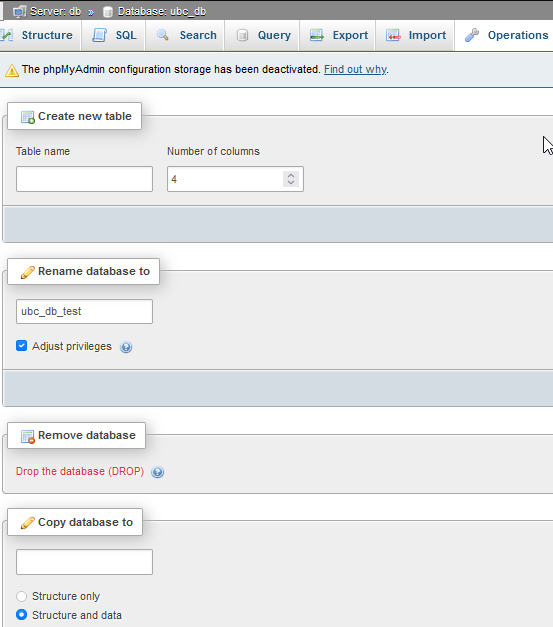 Server: db » Database: ubc_db
Structure SQL Search Query Export Import Operations
The phpMyAdmin configuration storage has been deactivated. Find out why.
Create new table
Table name Number of columns
4
Rename database to
ubc_db_test
Adjust privileges
Remove database
Drop the database (DROP)
Copy database to
Structure only
Structure and data